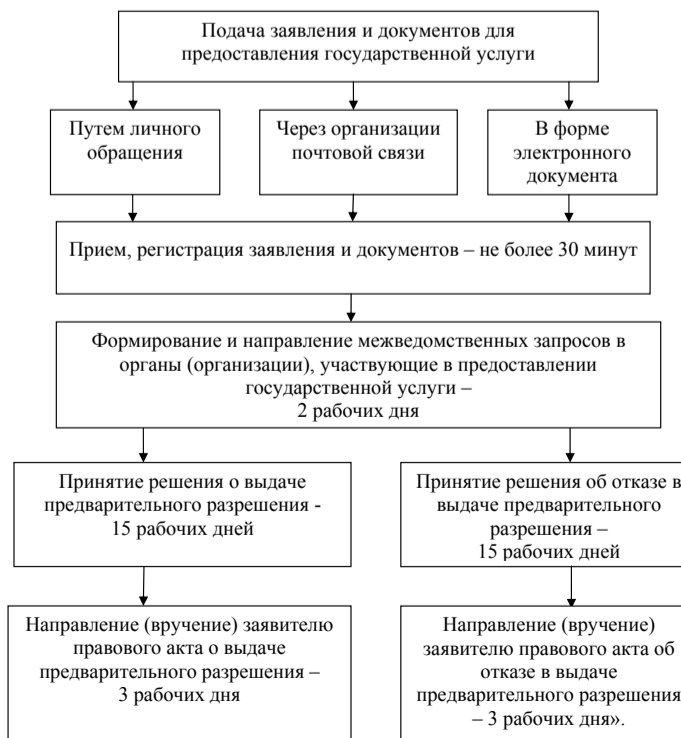 Подача заявления и документов для
предоставления государственной услуги
Путем личного
обращения
Через организации
почтовой связи
В форме
электронного
документа
Прием, регистрация заявления и документов – не более 30 минут
Формирование и направление межведомственных запросов в
органы (организации), участвующие в предоставлении
государственной услуги –
2 рабочих дня
Принятие решения о выдаче
предварительного разрешения -
15 рабочих дней
Принятие решения об отказе в
выдаче предварительного
разрешения –
15 рабочих дней
Направление (вручение) заявителю
правового акта о выдаче
предварительного разрешения –
3 рабочих дня
Направление (вручение)
заявителю правового акта об
отказе в выдаче
предварительного разрешения
– 3 рабочих дня».